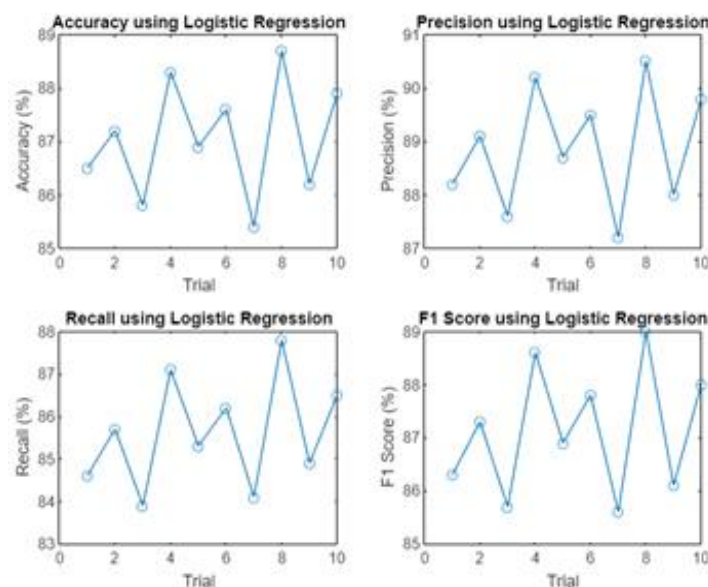 Accuracy using Logistic Regression
89
88
87
86
85
Accuracy (%)
0 2 4 6 8 10
Trial
Precision using Logistic Regression
91
90
89
88
87
Precision (%)
0 2 4 6 8 10
Trial
Recall using Logistic Regression
88
87
86
85
84
83
Recall (%)
0 2 4 6 8 10
Trial
F1 Score using Logistic Regression
89
88
87
86
85
F1 Score (%)
0 2 4 6 8 10
Trial